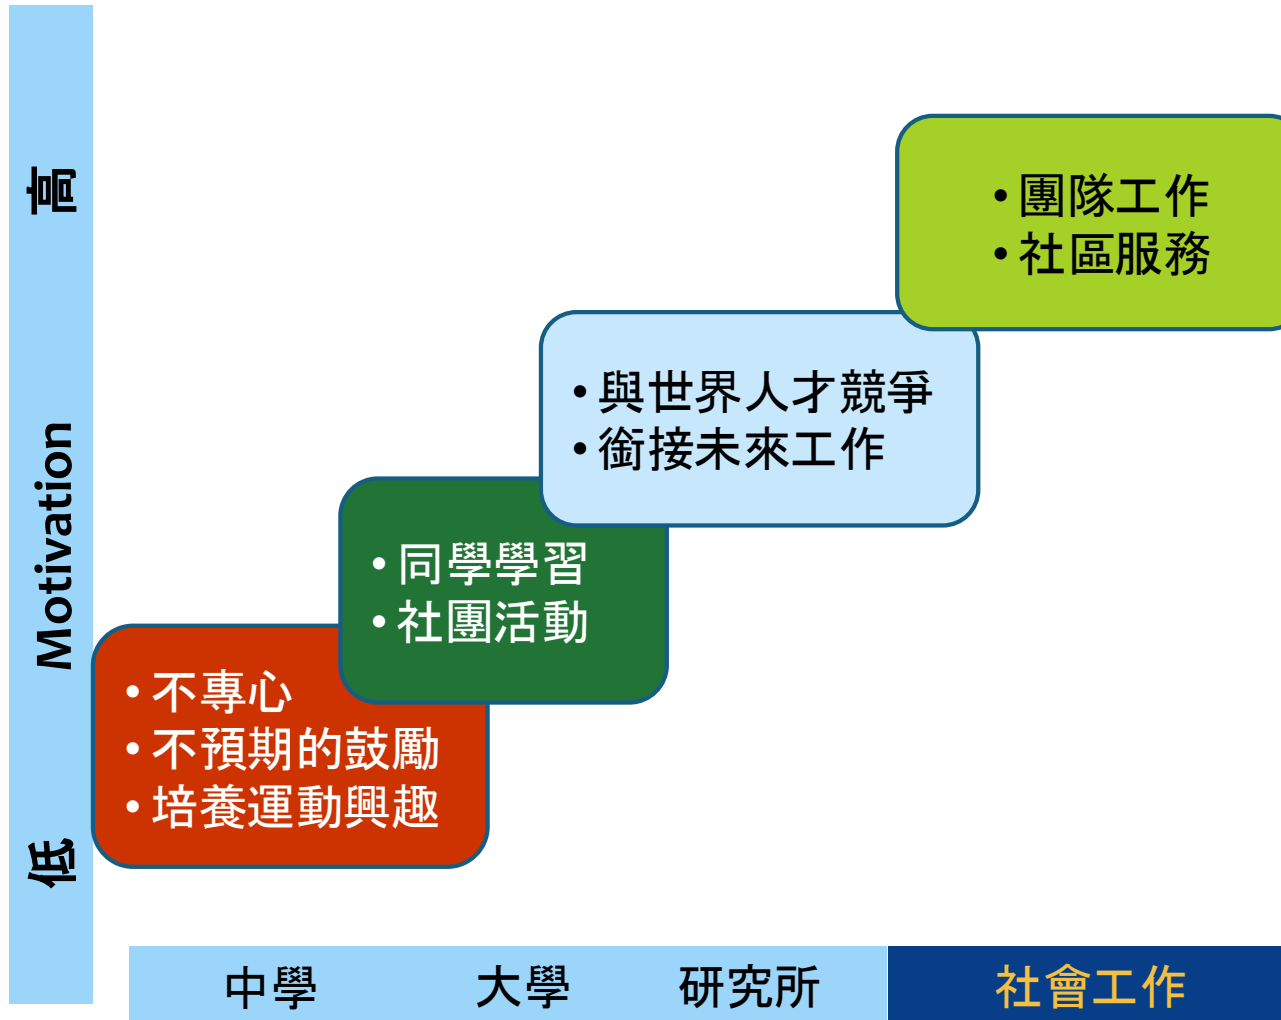 高
Motivation
低
• 團隊工作
• 社區服務
• 與世界人才競爭
• 銜接未來工作
• 同學學習
• 社團活動
• 不專心
• 不預期的鼓勵
• 培養運動興趣
中學
大學
研究所
社會工作